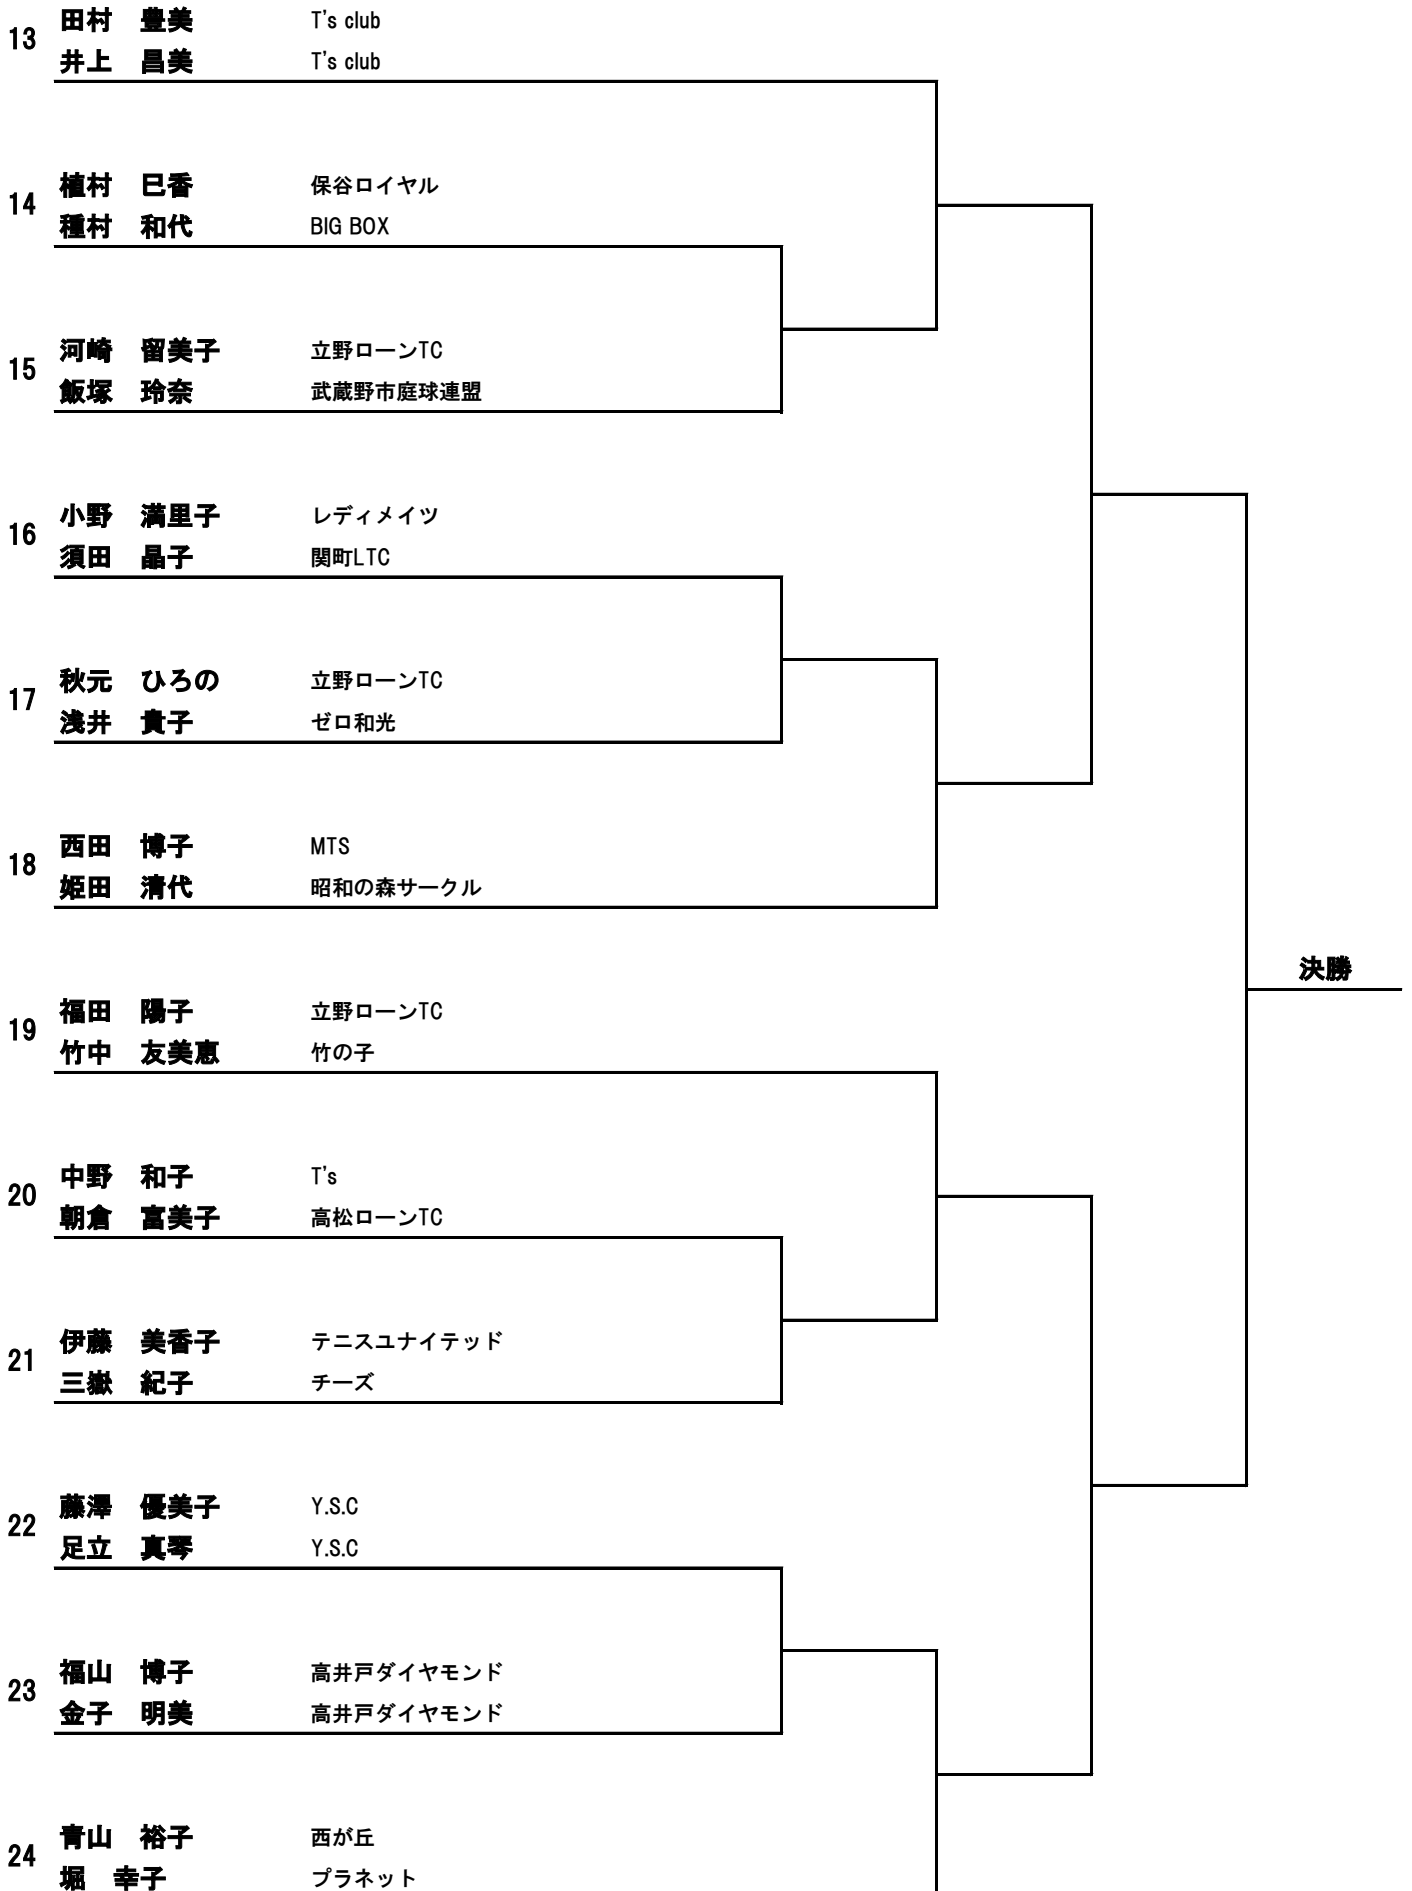 13 田村 豊美 T's club
井上 昌美 T's club
14 植村 巳香 保谷ロイヤル
種村 和代 BIG BOX
15 河崎 留美子 立野ローンTC
飯塚 玲奈 武蔵野市庭球連盟
16 小野 満里子 レディメイツ
須田 晶子 関町LTC
17 秋元 ひろの 立野ローンTC
浅井 貴子 ゼロ和光
18 西田 博子 MTS
姫田 清代 昭和の森サークル
決勝
19 福田 陽子 立野ローンTC
竹中 友美恵 竹の子
20 中野 和子 T's
朝倉 富美子 高松ローンTC
21 伊藤 美香子 テニスユナイテッド
三嶽 紀子 チーズ
22 藤澤 優美子 Y.S.C
足立 真琴 Y.S.C
23 福山 博子 高井戸ダイヤモンド
金子 明美 高井戸ダイヤモンド
24 青山 裕子 西が丘
堀 幸子 プラネット